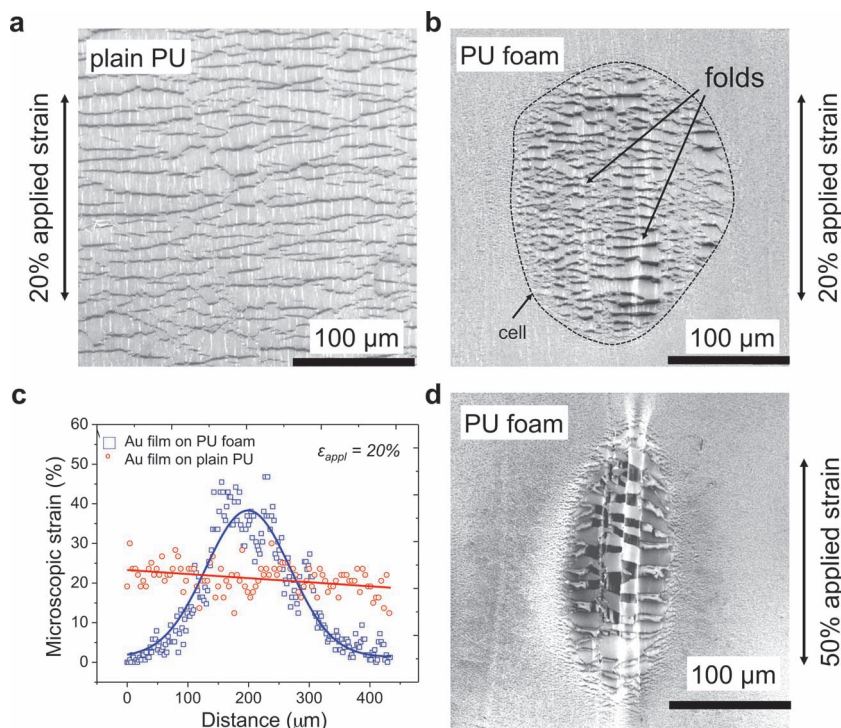 a
plain PU
20% applied strain
100 µm
b
PU foam
folds
cell
20% applied strain
100 µm
c
Au film on PU foam
Au film on plain PU
εappl = 20%
60
50
40
30
20
10
0
Microscopic strain (%)
0 100 200 300 400
Distance (µm)
d
PU foam
50% applied strain
100 µm